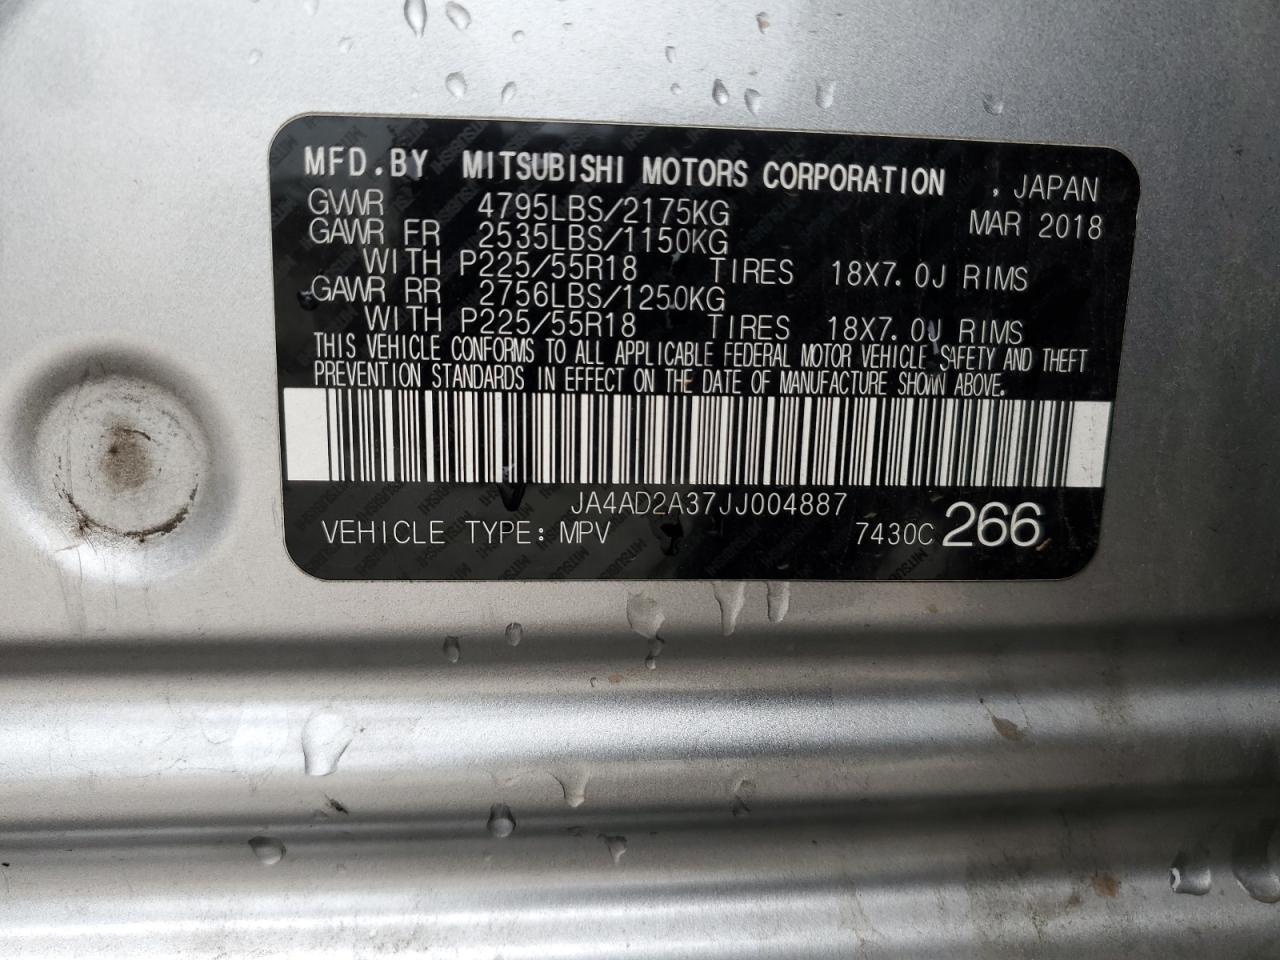 MFD.BY MITSUBISHI MOTORS CORPORATION , JAPAN
GVWR 4795LBS/2175KG MAR 2018
GAWR FR 2535LBS/1150KG
WITH P225/55R18 TIRES 18X7.0J RIMS
GAWR RR 2756LBS/1250KG
WITH P225/55R18 TIRES 18X7.0J RIMS
THIS VEHICLE CONFORMS TO ALL APPLICABLE FEDERAL MOTOR VEHICLE SAFETY AND THEFT
PREVENTION STANDARDS IN EFFECT ON THE DATE OF MANUFACTURE SHOWN ABOVE.
JA4AD2A37JJ004887
VEHICLE TYPE: MPV 7430C 266